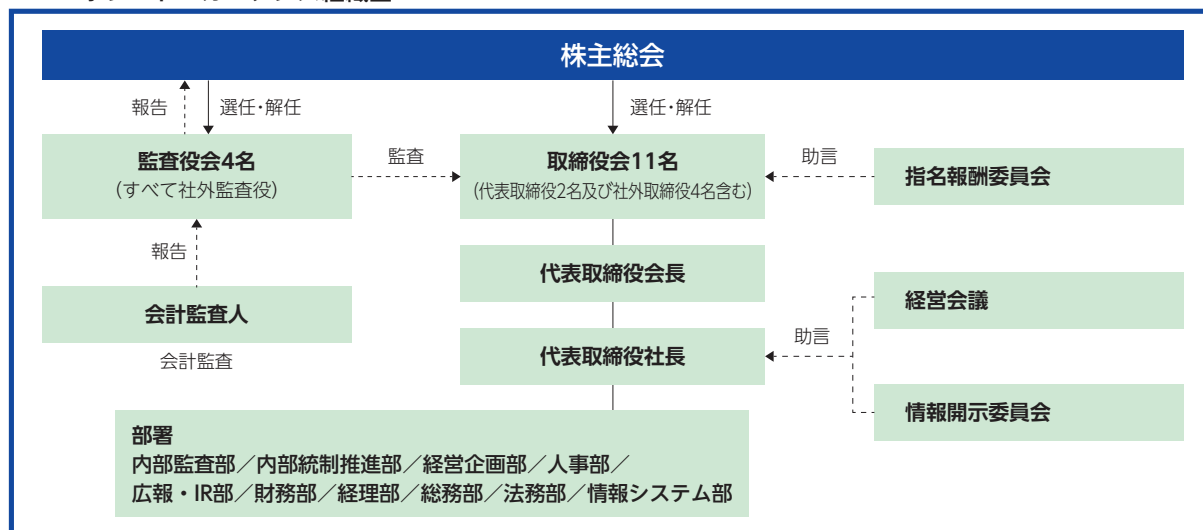 株主総会
報告
選任・解任
選任・解任
監査役会4名
(すべて社外監査役)
監査
取締役会11名
(代表取締役2名及び社外取締役4名含む)
助言
指名報酬委員会
報告
代表取締役会長
会計監査人
会計監査
代表取締役社長
助言
経営会議
情報開示委員会
部署
内部監査部／内部統制推進部／経営企画部／人事部／
広報・IR部／財務部／経理部／総務部／法務部／情報システム部